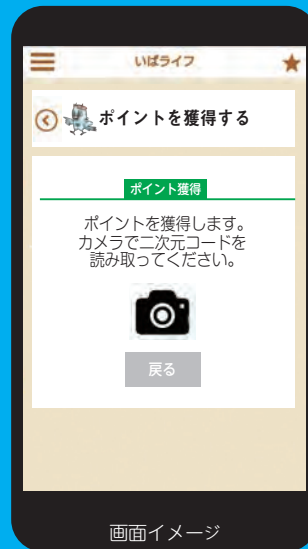 いばライフ
ポイントを獲得する
ポイント獲得
ポイントを獲得します。
カメラで二次元コードを
読み取ってください。
戻る
画面イメージ